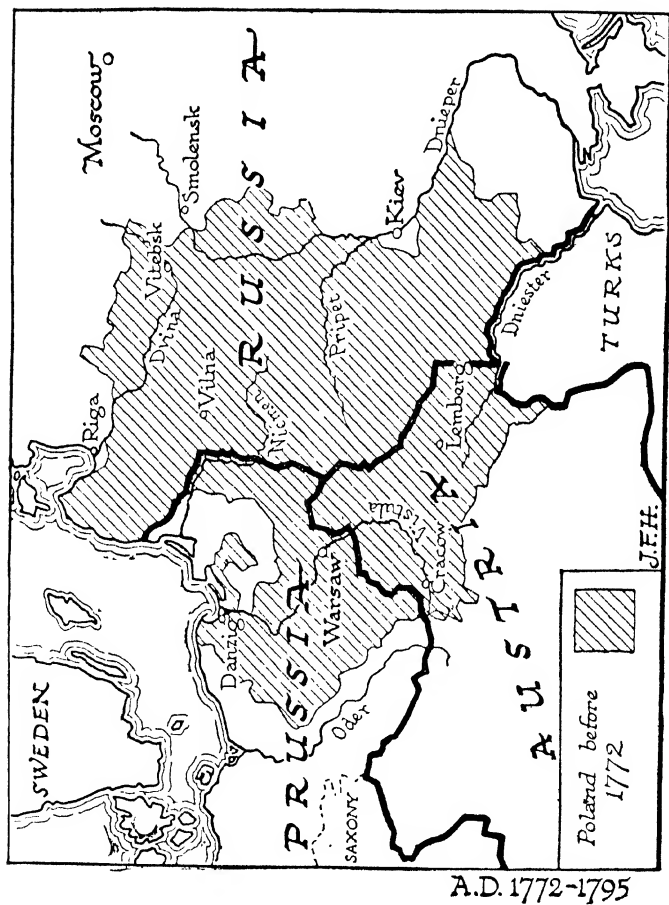 SWEDEN
Riga
Dvina
Vitebsk
Smolensk
Moscow
Vilna
Niemen
RUSSIA
Danzig
PRUSSIA
Warsaw
Pripet
Kiev
Dnieper
Oder
SAXONY
Vistula
Cracow
Lemberg
Dniester
AUSTRIA
TURKS
Poland before
1772
J.F.H.
A.D. 1772-1795